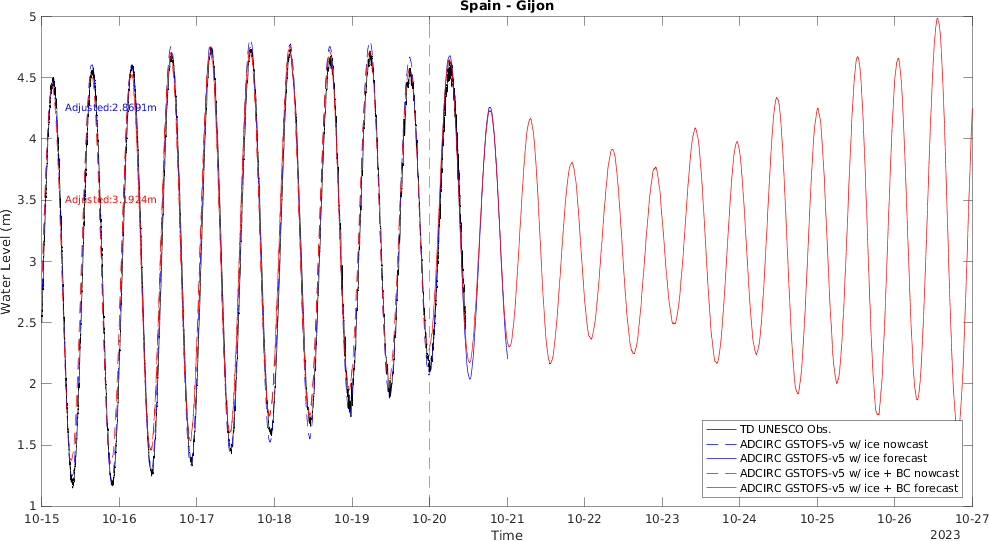 Spain - Gijon
5
4.5
4
3.5
3
2.5
2
1.5
1
Water Level (m)
Adjusted:2.8691m
Adjusted:3.1924m
TD UNESCO Obs.
ADCIRC GSTOFS-v5 w/ ice nowcast
ADCIRC GSTOFS-v5 w/ ice forecast
ADCIRC GSTOFS-v5 w/ ice + BC nowcast
ADCIRC GSTOFS-v5 w/ ice + BC forecast
10-15 10-16 10-17 10-18 10-19 10-20 10-21 10-22 10-23 10-24 10-25 10-26 10-27
Time
2023